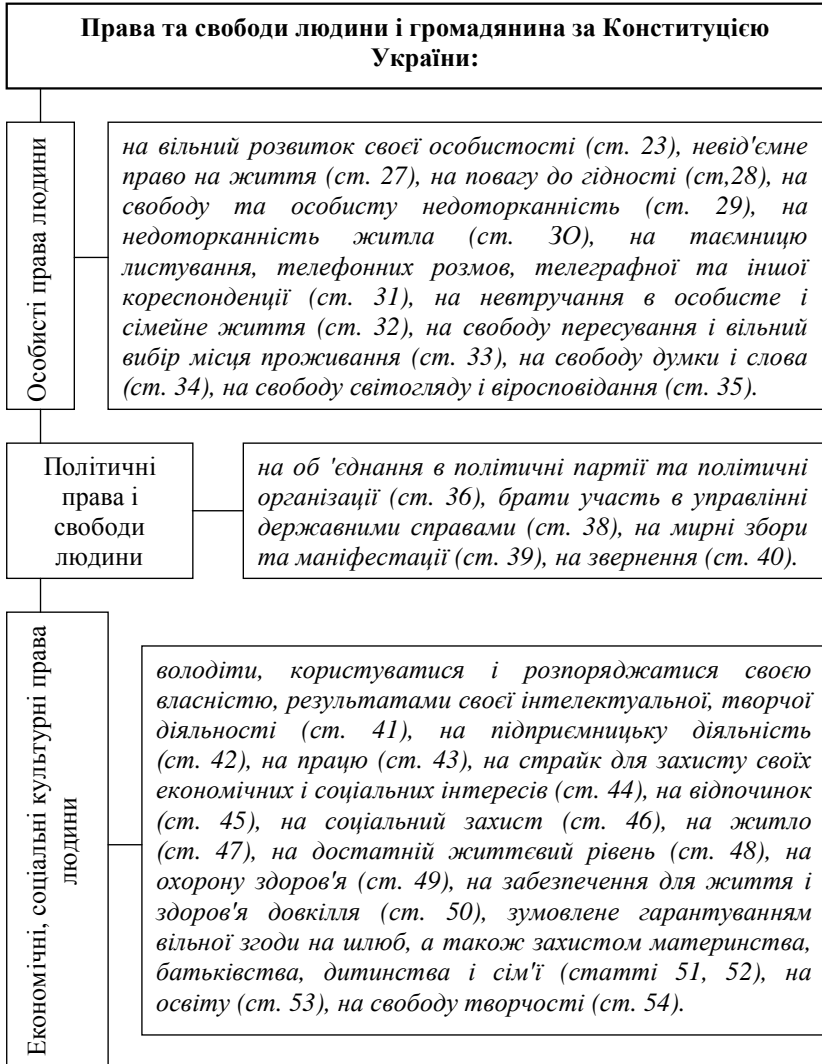 Права та свободи людини і громадянина за Конституцією
України:
Особисті права людини
на вільний розвиток своєї особистості (ст. 23), невід'ємне
право на життя (ст. 27), на повагу до гідності (ст,28), на
свободу та особисту недоторканність (ст. 29), на
недоторканність житла (ст. ЗО), на таємницю
листування, телефонних розмов, телеграфної та іншої
кореспонденції (ст. 31), на невтручання в особисте і
сімейне життя (ст. 32), на свободу пересування і вільний
вибір місця проживання (ст. 33), на свободу думки і слова
(ст. 34), на свободу світогляду і віросповідання (ст. 35).
Політичні
права і
свободи
людини
на об 'єднання в політичні партії та політичні
організації (ст. 36), брати участь в управлінні
державними справами (ст. 38), на мирні збори
та маніфестації (ст. 39), на звернення (ст. 40).
Економічні, соціальні культурні права
людини
володіти, користуватися і розпоряджатися своєю
власністю, результатами своєї інтелектуальної, творчої
діяльності (ст. 41), на підприємницьку діяльність
(ст. 42), на працю (ст. 43), на страйк для захисту своїх
економічних і соціальних інтересів (ст. 44), на відпочинок
(ст. 45), на соціальний захист (ст. 46), на житло
(ст. 47), на достатній життєвий рівень (ст. 48), на
охорону здоров'я (ст. 49), на забезпечення для життя і
здоров'я довкілля (ст. 50), зумовлене гарантуванням
вільної згоди на шлюб, а також захистом материнства,
батьківства, дитинства і сім'ї (статті 51, 52), на
освіту (ст. 53), на свободу творчості (ст. 54).